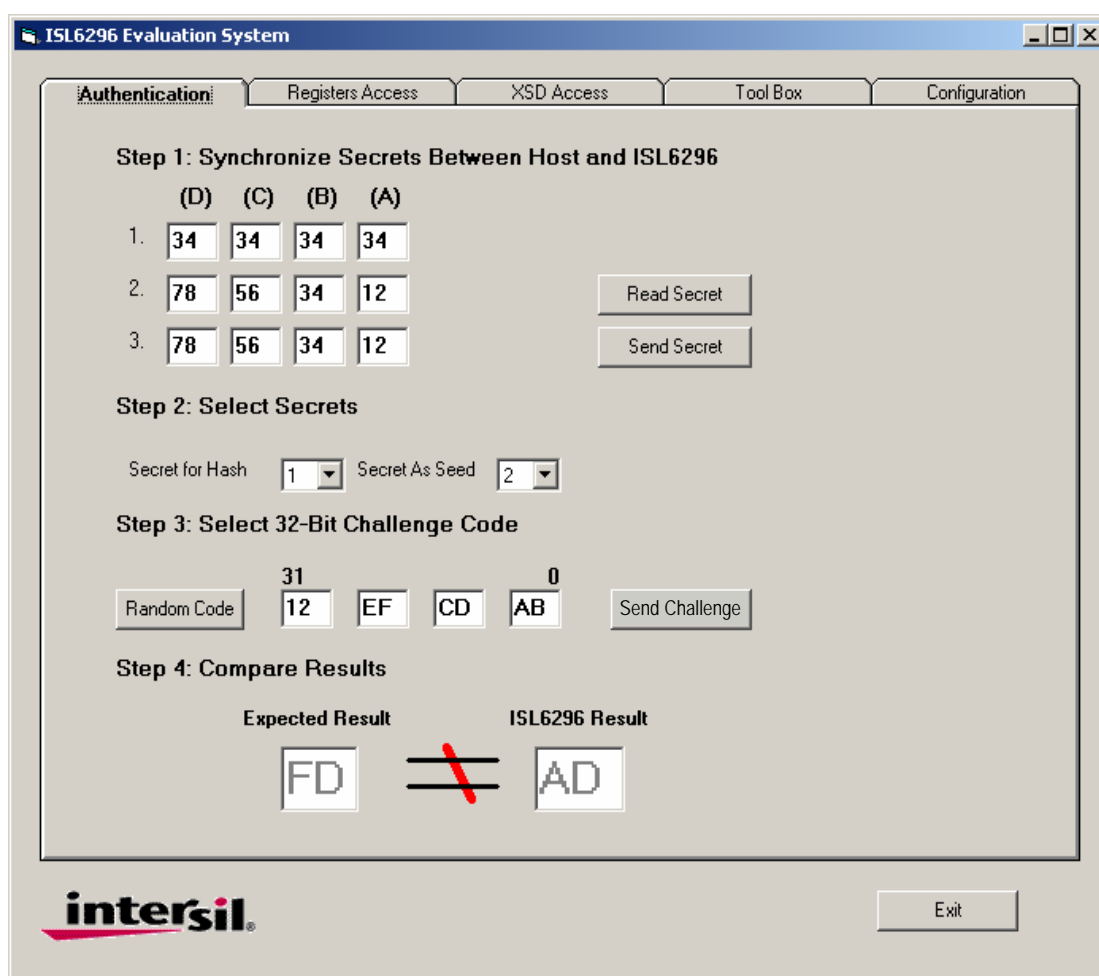 ISL6296 Evaluation System
Authentication Registers Access XSD Access Tool Box Configuration
Step 1: Synchronize Secrets Between Host and ISL6296
(D) (C) (B) (A)
1. 34 34 34 34
2. 78 56 34 12 Read Secret
3. 78 56 34 12 Send Secret
Step 2: Select Secrets
Secret for Hash 1 Secret As Seed 2
Step 3: Select 32-Bit Challenge Code
31 0
Random Code 12 EF CD AB Send Challenge
Step 4: Compare Results
Expected Result ISL6296 Result
FD AD
intersil® Exit